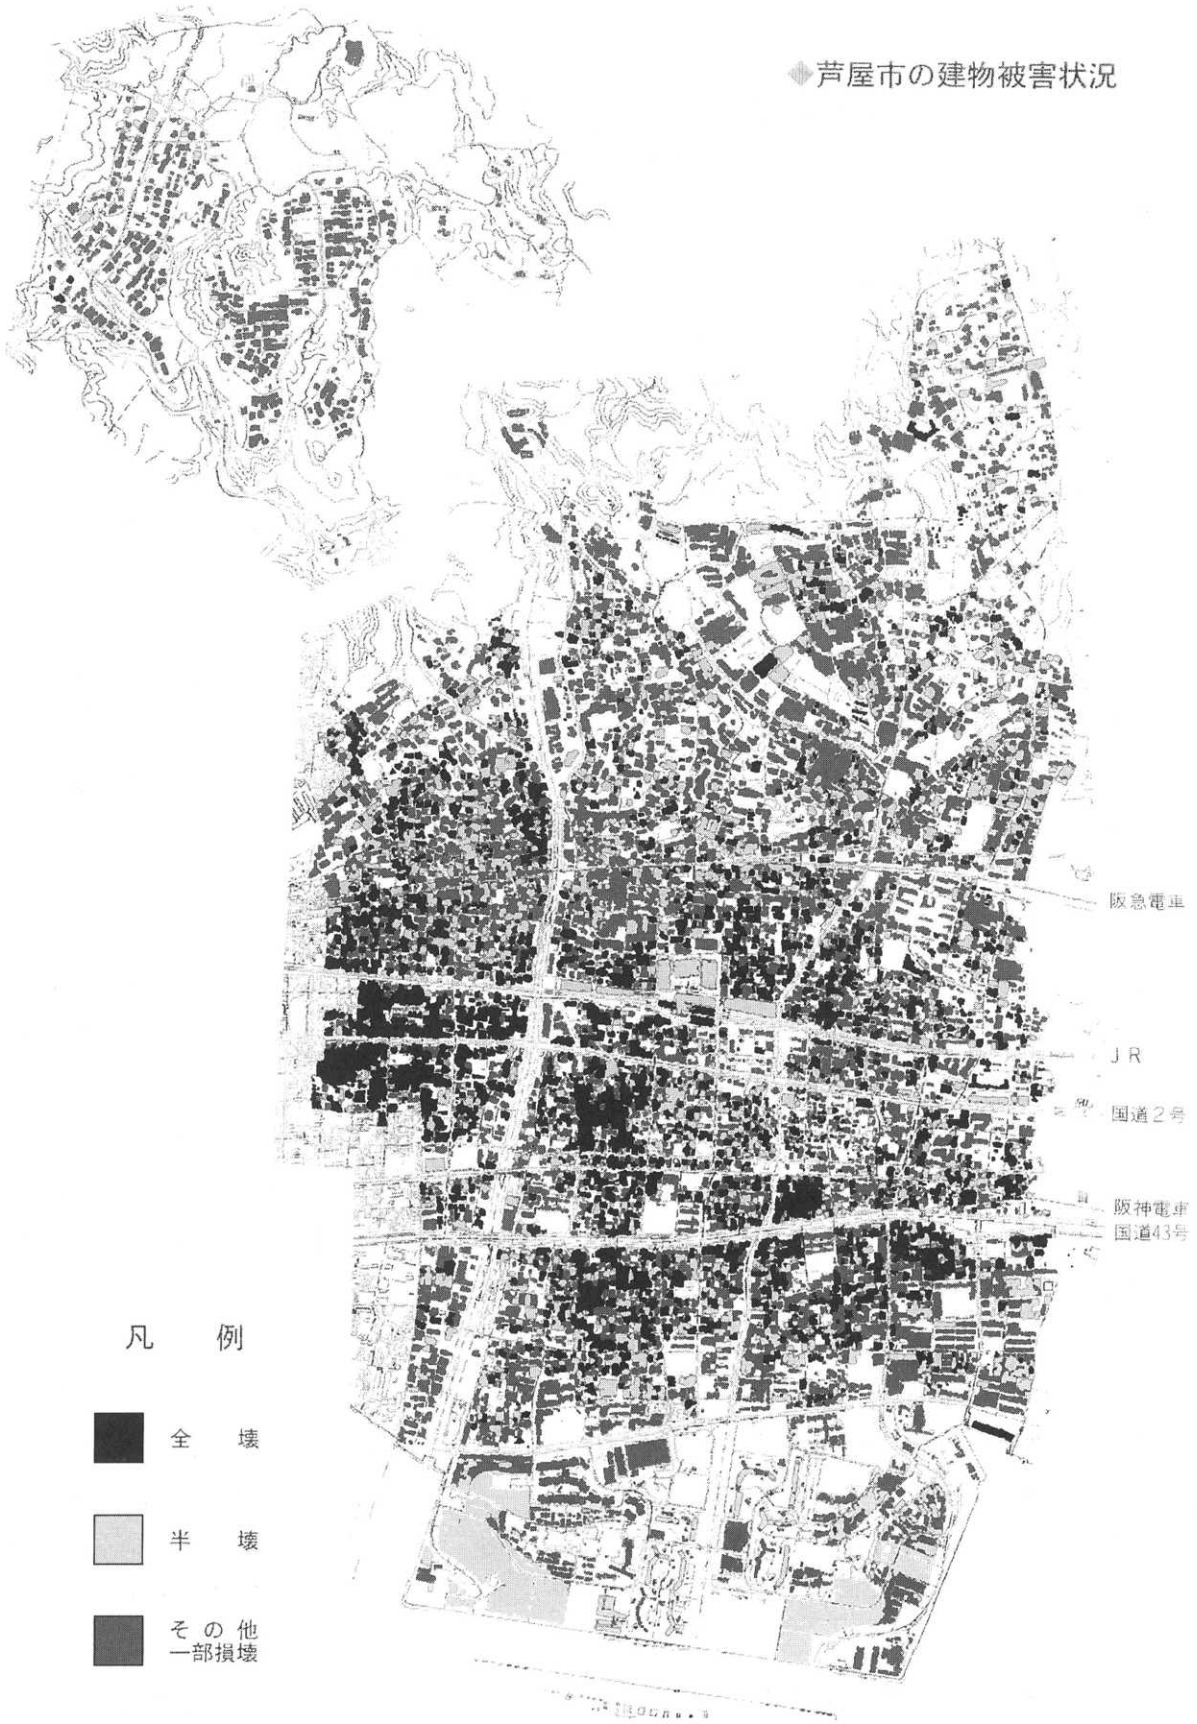 ◆芦屋市の建物被害状況
阪急電車
JR
国道2号
阪神電車
国道43号
凡 例
全 壊
半 壊
その他
一部損壊